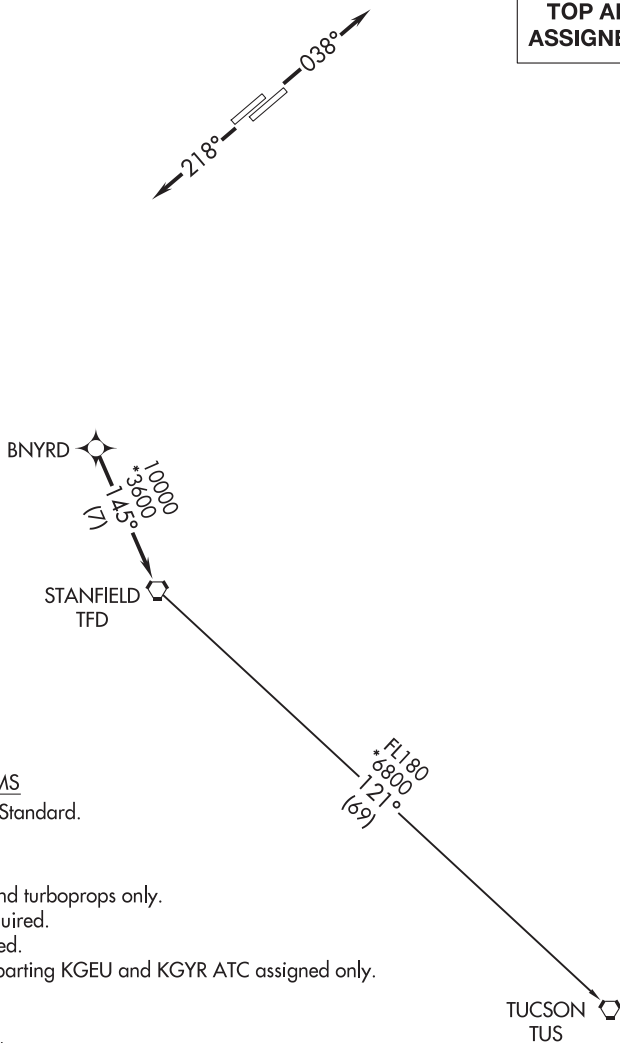 TOP AL
ASSIGNE
038°
218°
BNYRD
10000
*3600
145°
(7)
STANFIELD
TFD
FL180
*6800
121°
(69)
MS
Standard.
nd turboprops only.
uired.
ed.
parting KGEU and KGYR ATC assigned only.
TUCSON
TUS